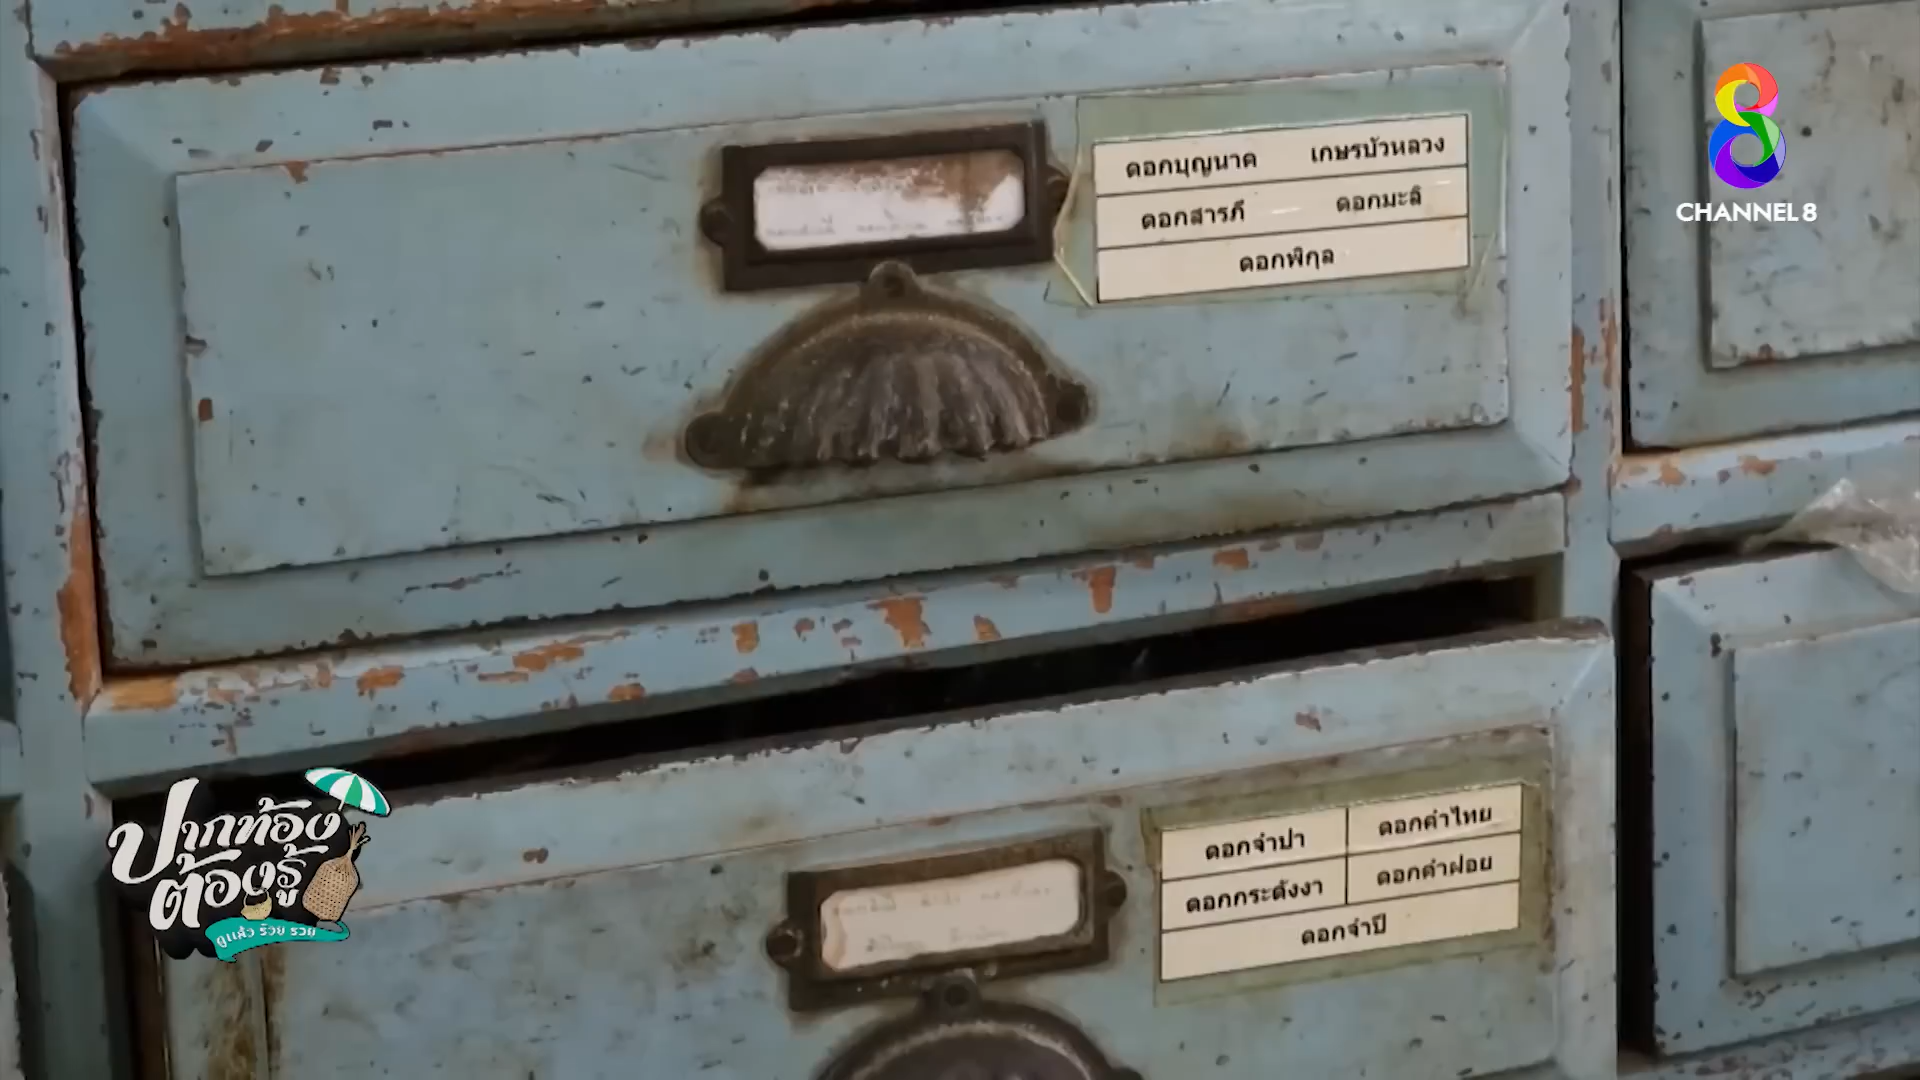 ดอกบุญนาค เกษรบัวหลวง
ดอกสารภี ดอกมะลิ
ดอกพิกุล
CHANNEL 8
ดอกจำปา ดอกคำไทย
ดอกกระดังงา ดอกคำฝอย
ดอกจำปี
ปากท้อง
ต้องรู้
ดูแล้ว รวย รวย